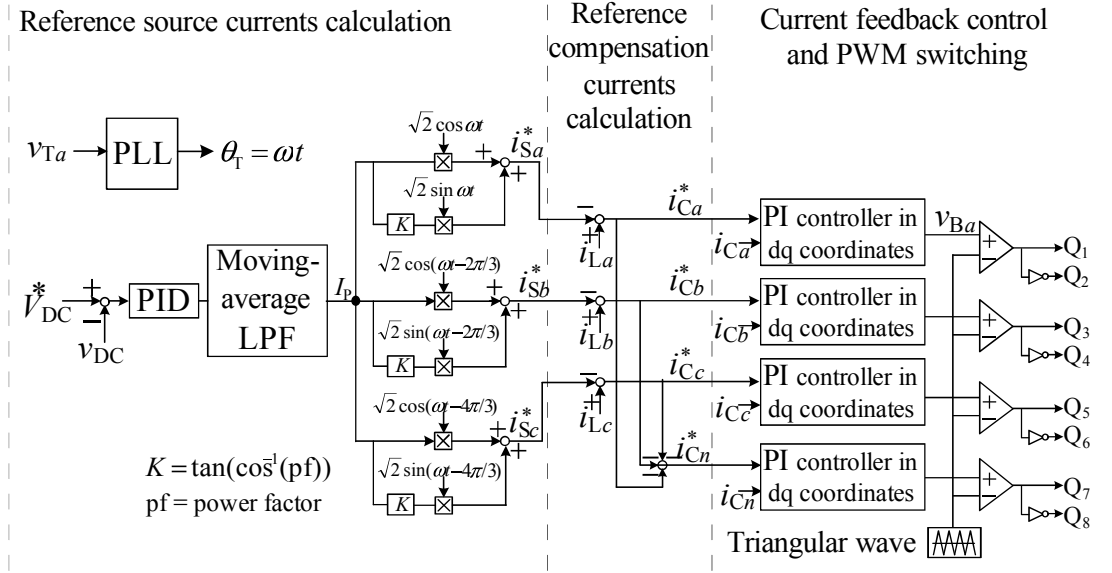 Reference source currents calculation
Reference
compensation
currents
calculation
Current feedback control
and PWM switching
v_Ta
PLL
θ_T = ωt
V*_DC
+
−
v_DC
PID
Moving-
average
LPF
I_P
√2 cos ωt
+
+
i*_Sa
√2 sin ωt
K
√2 cos(ωt−2π/3)
+
+
i*_Sb
√2 sin(ωt−2π/3)
K
√2 cos(ωt−4π/3)
+
+
i*_Sc
√2 sin(ωt−4π/3)
K
K = tan(cos⁻¹(pf))
pf = power factor
−
+
i_La
−
+
i_Lb
−
+
i_Lc
i*_Ca
i*_Cb
i*_Cc
−
−
−
i*_Cn
i_Ca
PI controller in
dq coordinates
v_Ba
+
−
Q1
Q2
i_Cb
PI controller in
dq coordinates
+
−
Q3
Q4
i_Cc
PI controller in
dq coordinates
+
−
Q5
Q6
i_Cn
PI controller in
dq coordinates
+
−
Q7
Q8
Triangular wave